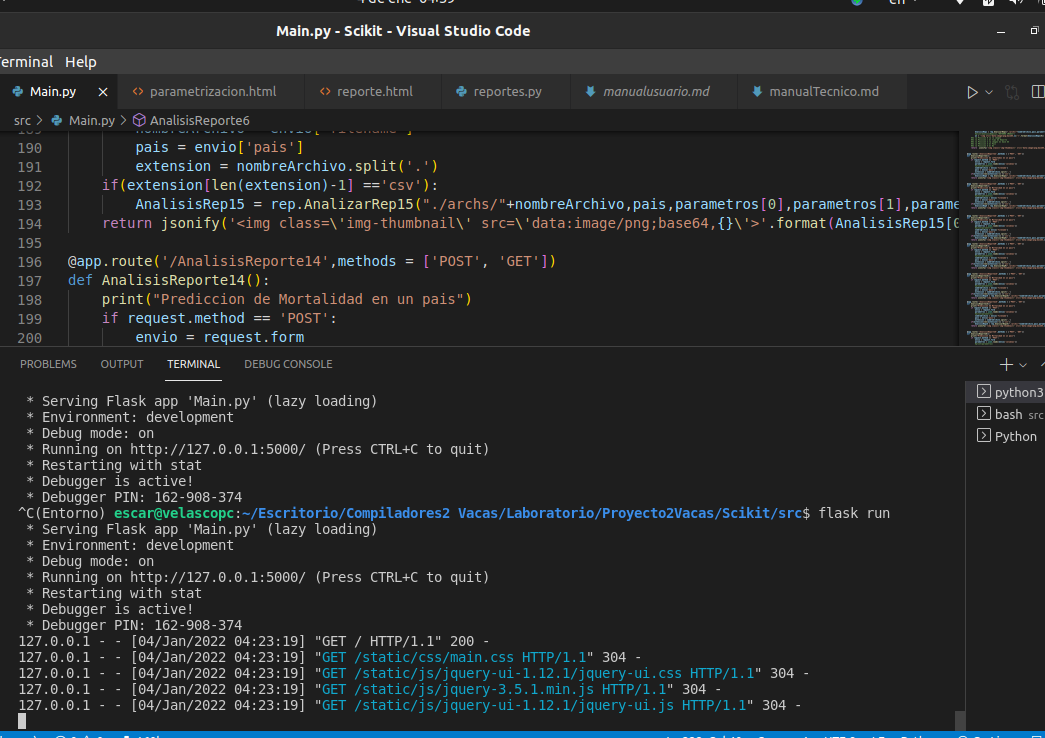 4 de ene 04:39
en
Main.py - Scikit - Visual Studio Code
Terminal Help
Main.py parametrizacion.html reporte.html reportes.py manualusuario.md manualTecnico.md
src > Main.py > AnalisisReporte6
189 nombreArchivo = envio['filename']
190 pais = envio['pais']
191 extension = nombreArchivo.split('.')
192 if(extension[len(extension)-1] =='csv'):
193 AnalisisRep15 = rep.AnalizarRep15("./archs/"+nombreArchivo,pais,parametros[0],parametros[1],parame
194 return jsonify('<img class=\'img-thumbnail\' src=\'data:image/png;base64,{}\'>'.format(AnalisisRep15[0
195
196 @app.route('/AnalisisReporte14',methods = ['POST', 'GET'])
197 def AnalisisReporte14():
198 print("Prediccion de Mortalidad en un pais")
199 if request.method == 'POST':
200 envio = request.form
PROBLEMS OUTPUT TERMINAL DEBUG CONSOLE
python3
bash src
Python
* Serving Flask app 'Main.py' (lazy loading)
* Environment: development
* Debug mode: on
* Running on http://127.0.0.1:5000/ (Press CTRL+C to quit)
* Restarting with stat
* Debugger is active!
* Debugger PIN: 162-908-374
^C(Entorno) escar@velascopc:~/Escritorio/Compiladores2 Vacas/Laboratorio/Proyecto2Vacas/Scikit/src$ flask run
* Serving Flask app 'Main.py' (lazy loading)
* Environment: development
* Debug mode: on
* Running on http://127.0.0.1:5000/ (Press CTRL+C to quit)
* Restarting with stat
* Debugger is active!
* Debugger PIN: 162-908-374
127.0.0.1 - - [04/Jan/2022 04:23:19] "GET / HTTP/1.1" 200 -
127.0.0.1 - - [04/Jan/2022 04:23:19] "GET /static/css/main.css HTTP/1.1" 304 -
127.0.0.1 - - [04/Jan/2022 04:23:19] "GET /static/js/jquery-ui-1.12.1/jquery-ui.css HTTP/1.1" 304 -
127.0.0.1 - - [04/Jan/2022 04:23:19] "GET /static/js/jquery-3.5.1.min.js HTTP/1.1" 304 -
127.0.0.1 - - [04/Jan/2022 04:23:19] "GET /static/js/jquery-ui-1.12.1/jquery-ui.js HTTP/1.1" 304 -